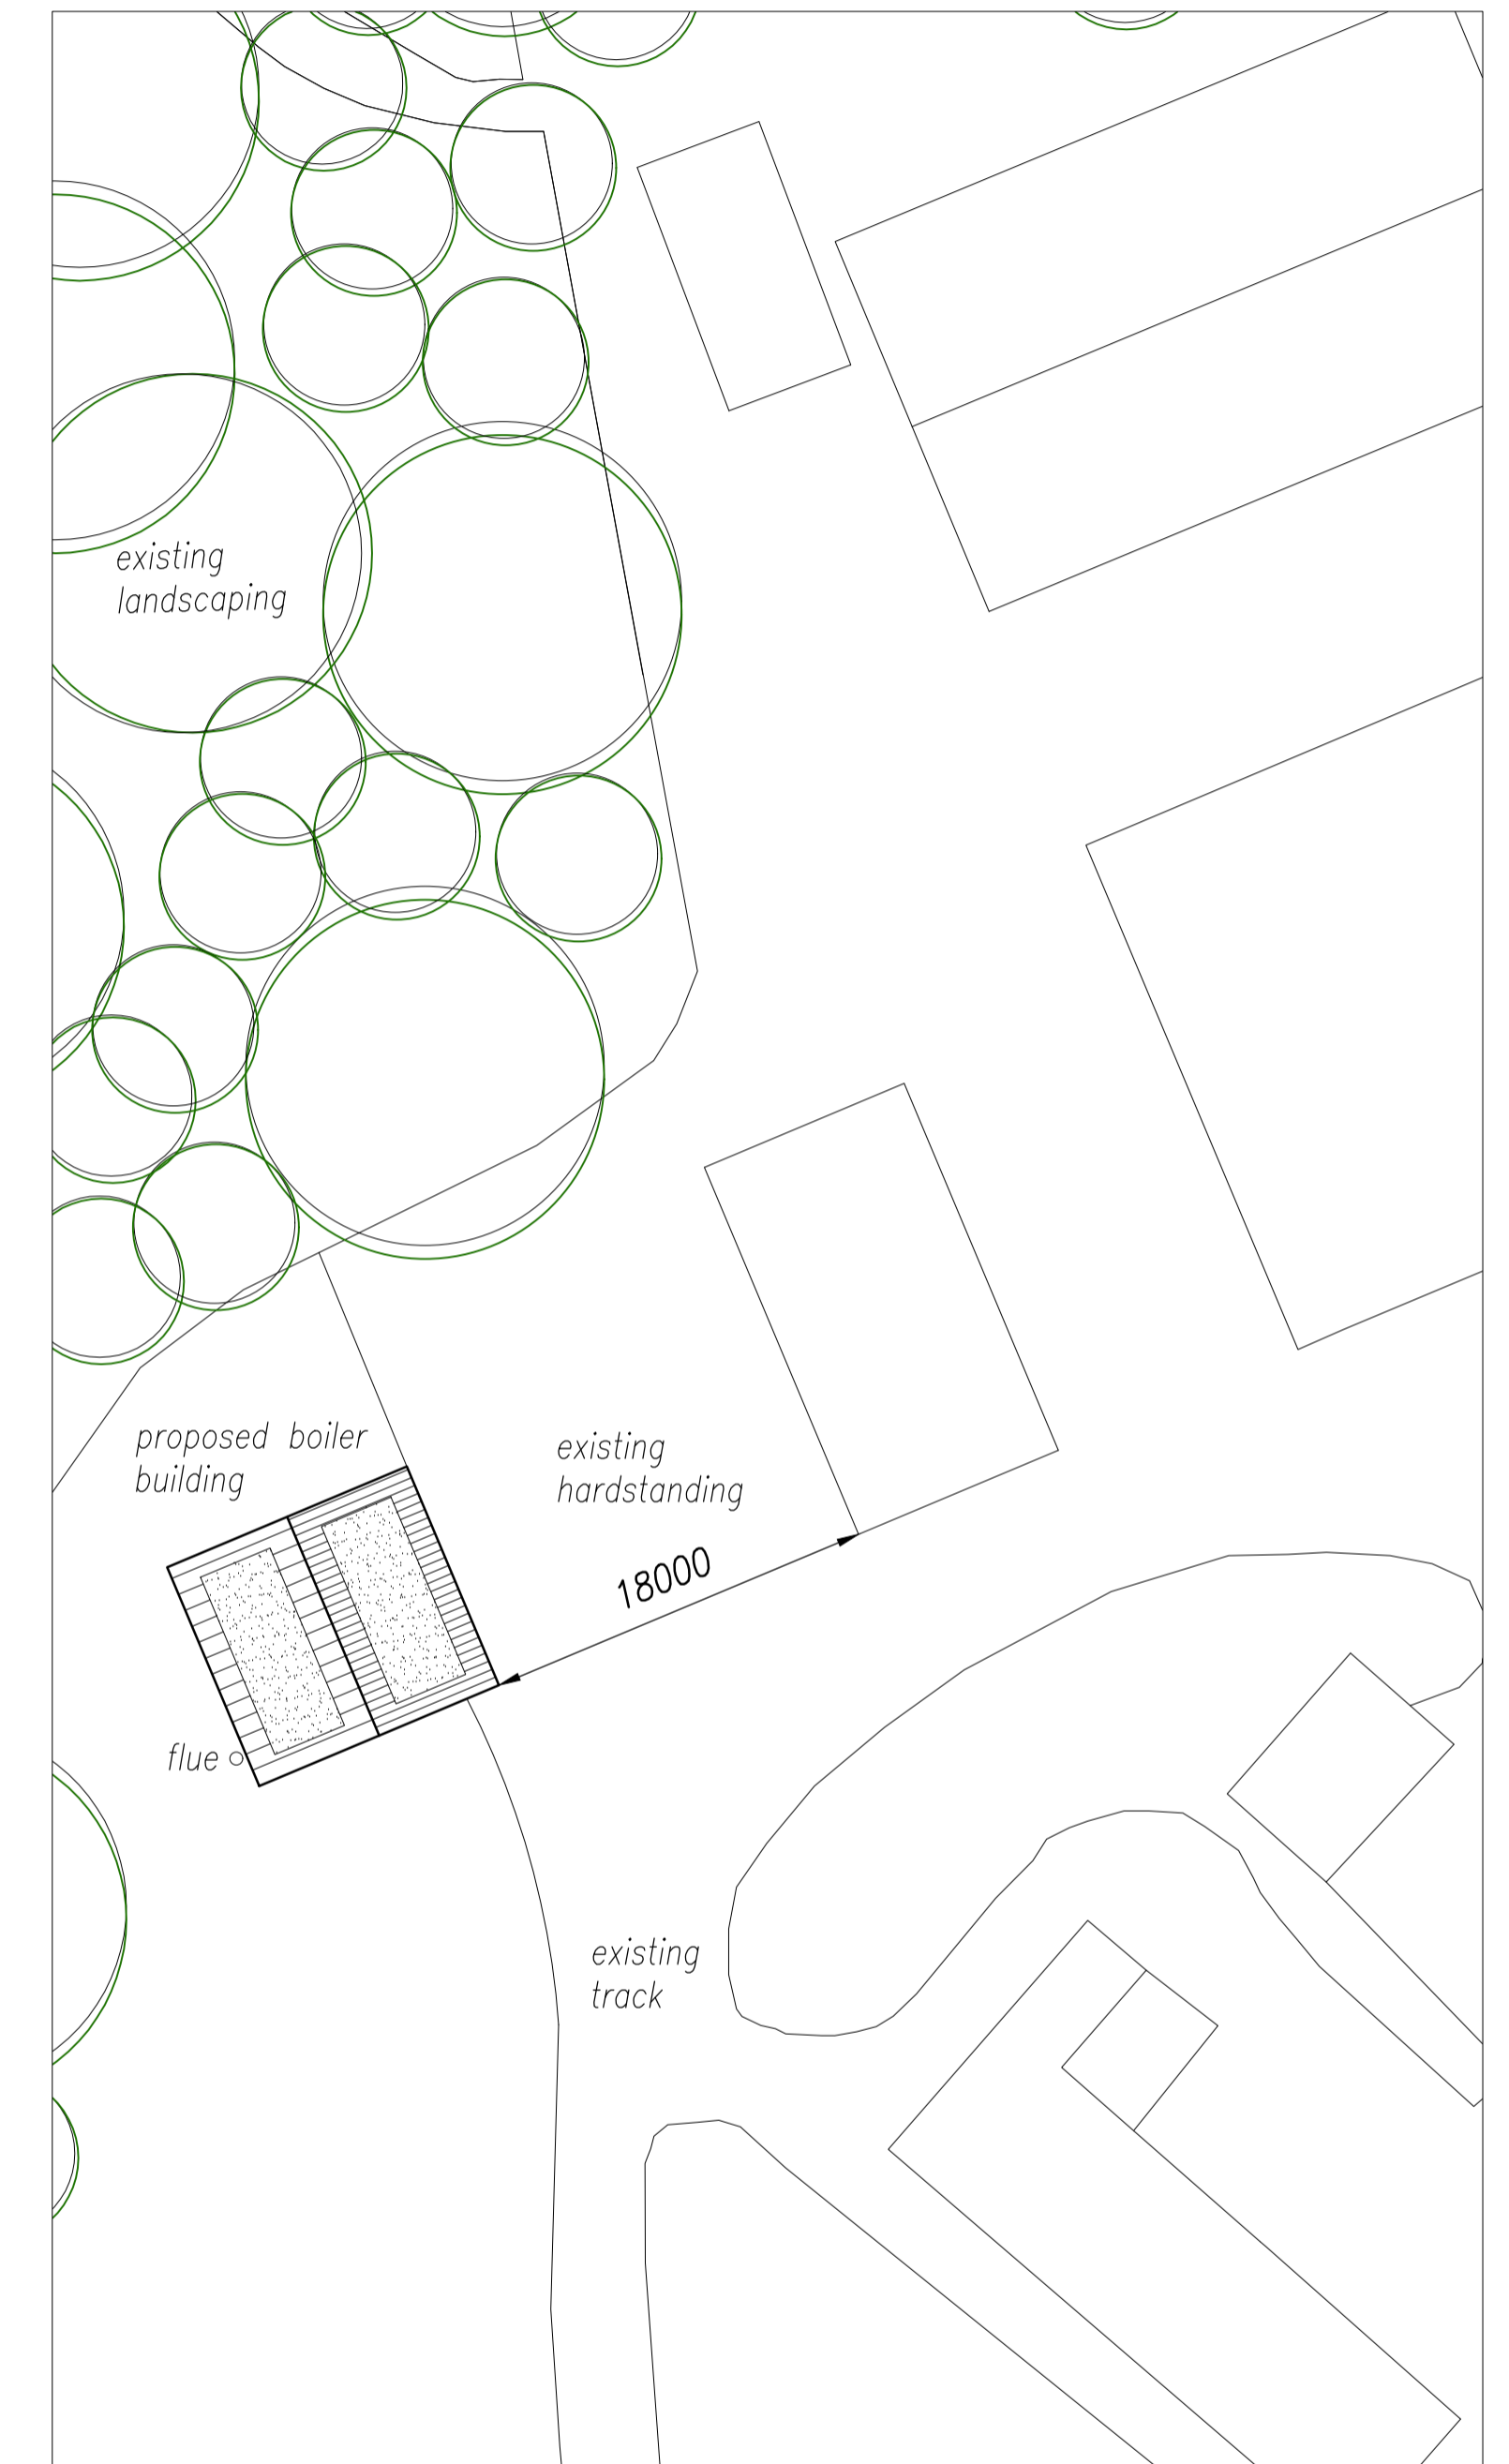 existing
landscaping
proposed boiler
building
existing
hardstanding
18000
flue
existing
track